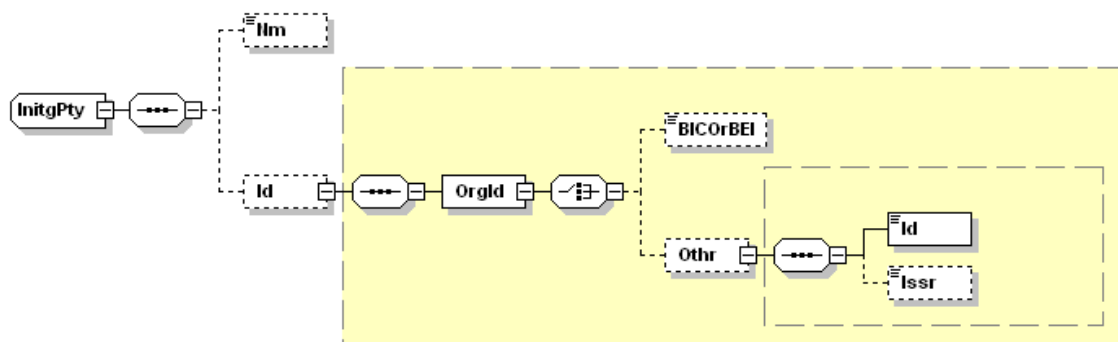 Nm
InitgPty
BICOrBEI
Id
OrgId
Id
Othr
Issr